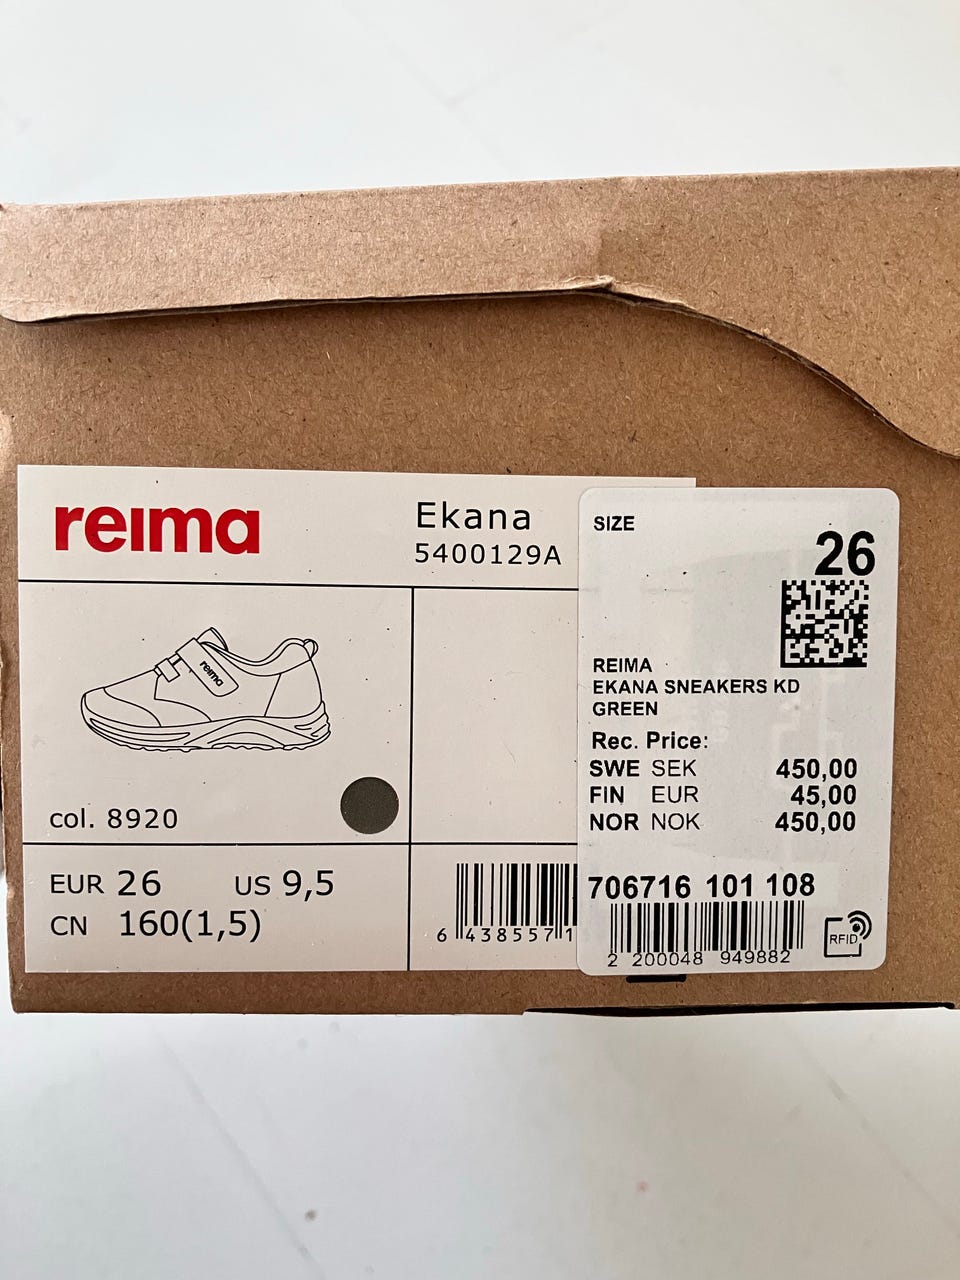 reima
Ekana
5400129A
reima
col. 8920
EUR 26 US 9,5
CN 160(1,5)
6 438557 1
SIZE
26
REIMA
EKANA SNEAKERS KD
GREEN
Rec. Price:
SWE SEK 450,00
FIN EUR 45,00
NOR NOK 450,00
706716 101 108
2 200048 949882
RFID